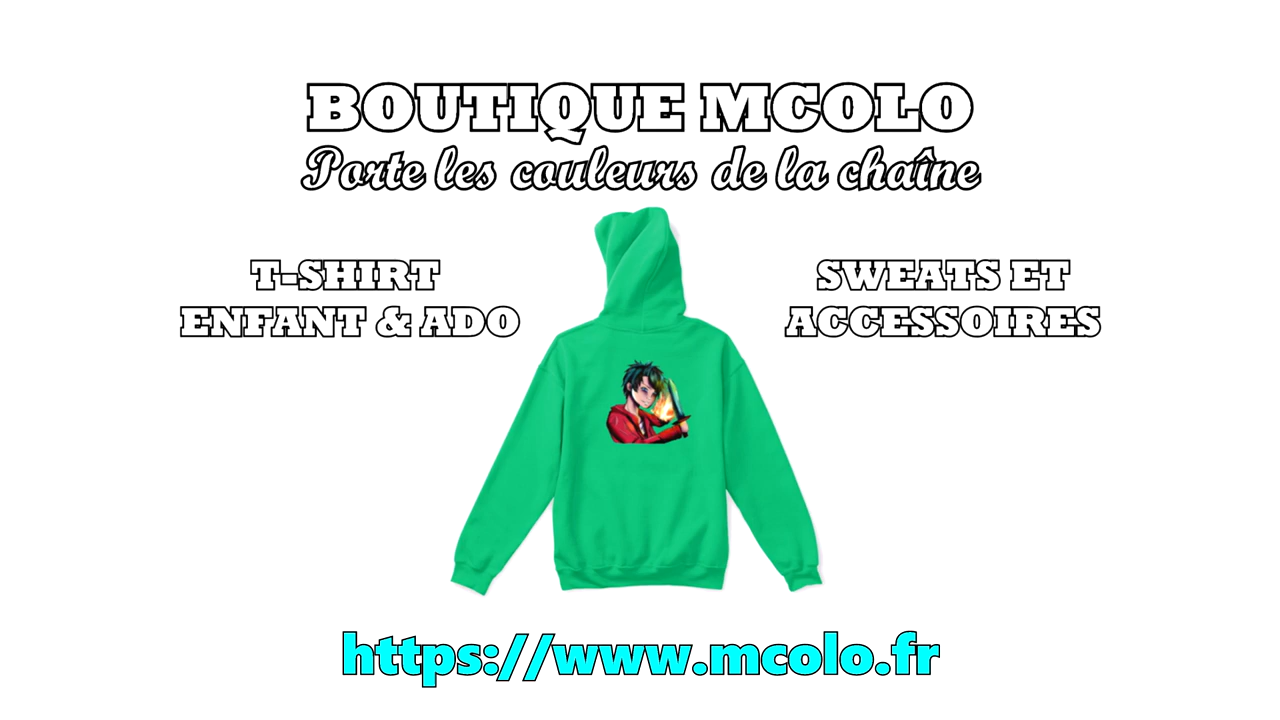 BOUTIQUE MCOLO
Porte les couleurs de la chaîne
T-SHIRT
ENFANT & ADO
SWEATS ET
ACCESSOIRES
https://www.mcolo.fr